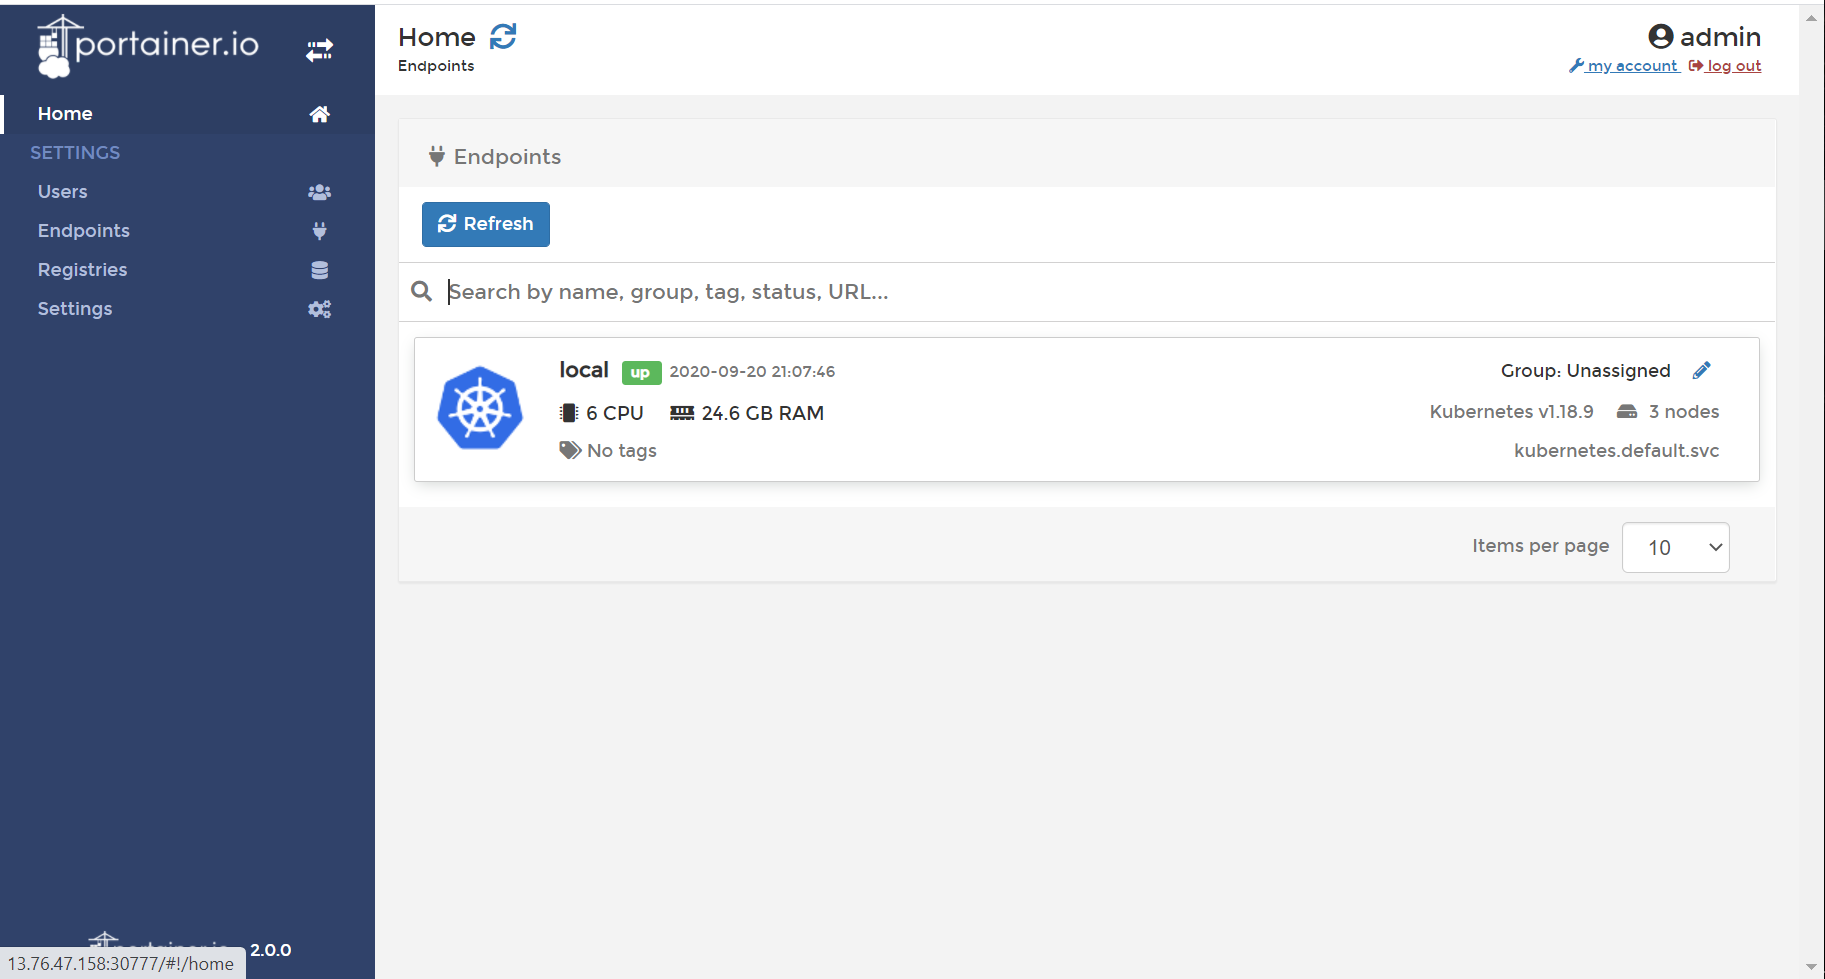 portainer.io
Home
SETTINGS
Users
Endpoints
Registries
Settings
Home
Endpoints
admin
my account log out
Endpoints
Refresh
Search by name, group, tag, status, URL...
local up 2020-09-20 21:07:46
Group: Unassigned
6 CPU 24.6 GB RAM
Kubernetes v1.18.9 3 nodes
No tags
kubernetes.default.svc
Items per page 10
portainer.io 2.0.0
13.76.47.158:30777/#!/home